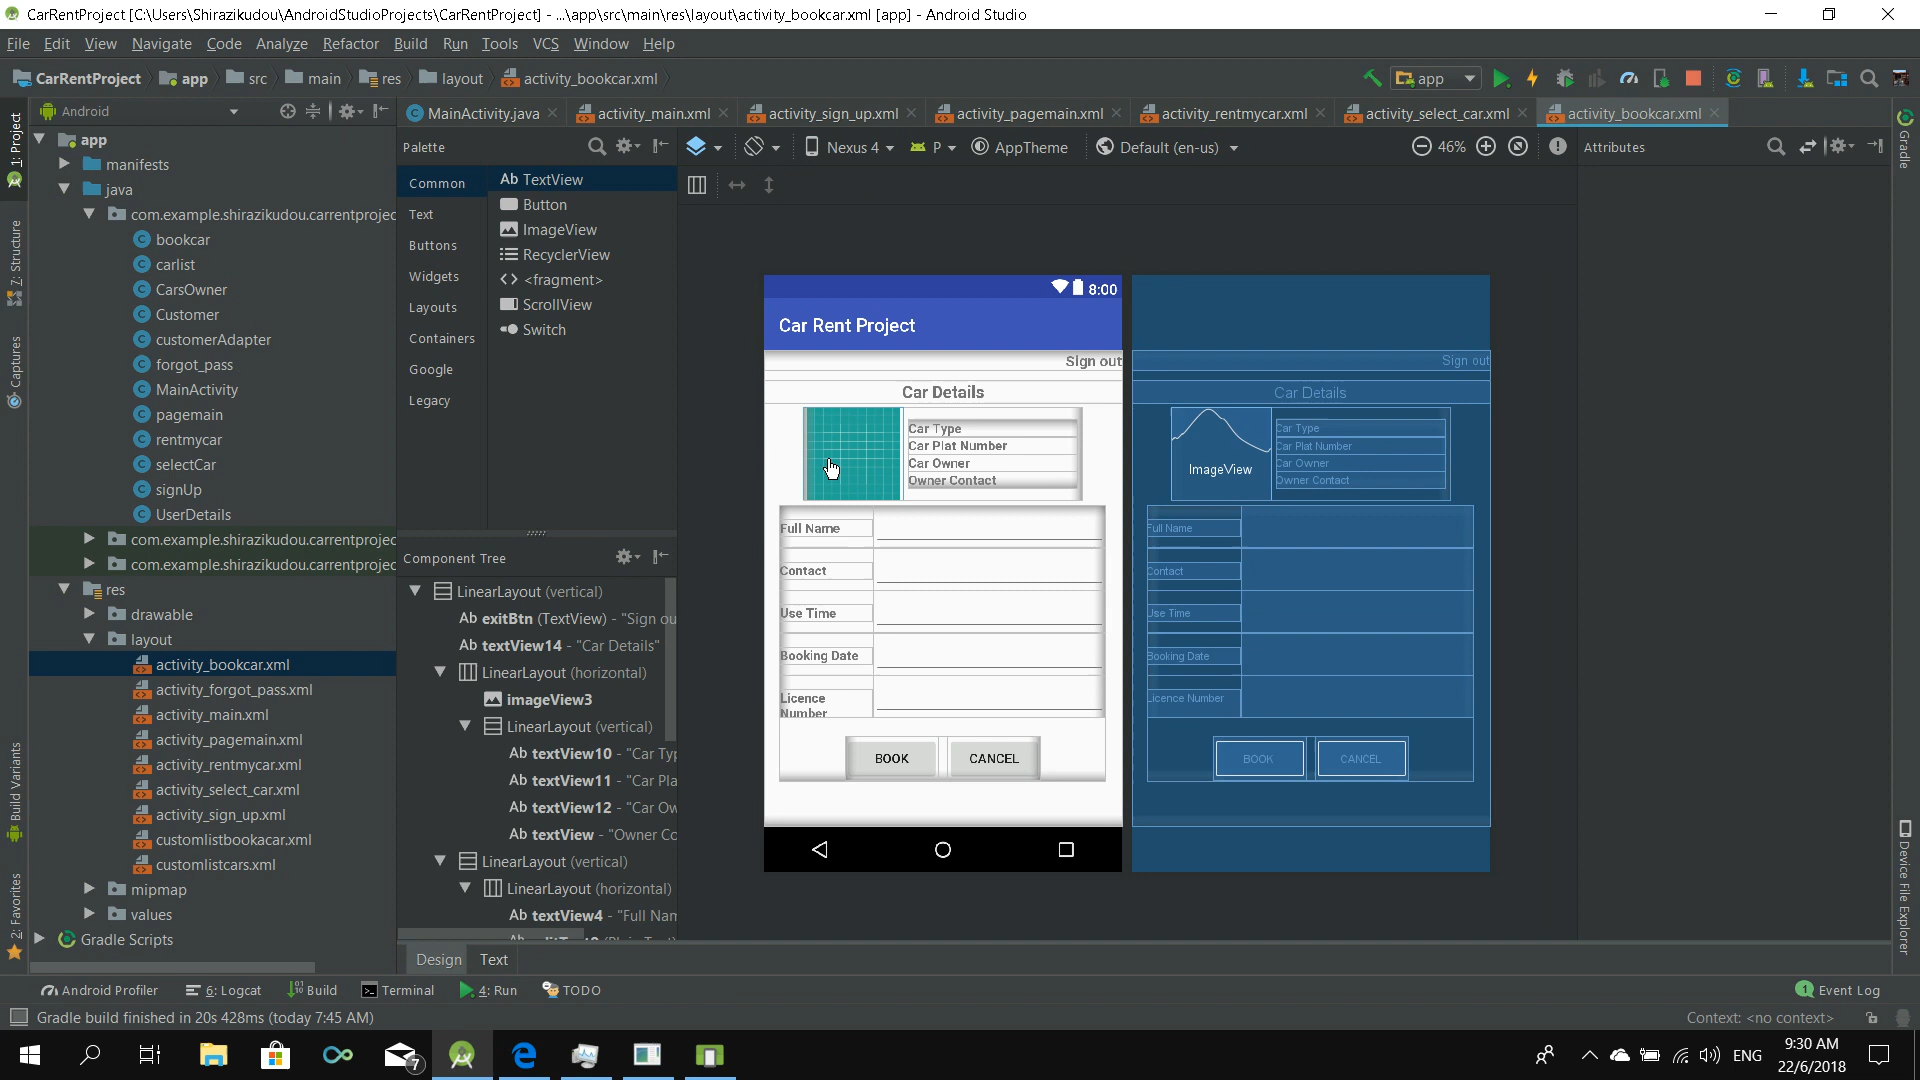 CarRentProject [C:\Users\Shirazikudou\AndroidStudioProjects\CarRentProject] - ...\app\src\main\res\layout\activity_bookcar.xml [app] - Android Studio
File Edit View Navigate Code Analyze Refactor Build Run Tools VCS Window Help
CarRentProject app src main res layout activity_bookcar.xml
app
Android
MainActivity.java activity_main.xml activity_sign_up.xml activity_pagemain.xml activity_rentmycar.xml activity_select_car.xml activity_bookcar.xml
1: Project
7: Structure
Captures
Build Variants
2: Favorites
app
manifests
java
com.example.shirazikudou.carrentprojec
bookcar
carlist
CarsOwner
Customer
customerAdapter
forgot_pass
MainActivity
pagemain
rentmycar
selectCar
signUp
UserDetails
com.example.shirazikudou.carrentprojec
com.example.shirazikudou.carrentprojec
res
drawable
layout
activity_bookcar.xml
activity_forgot_pass.xml
activity_main.xml
activity_pagemain.xml
activity_rentmycar.xml
activity_select_car.xml
activity_sign_up.xml
customlistbookacar.xml
customlistcars.xml
mipmap
values
Gradle Scripts
Palette
Common
Text
Buttons
Widgets
Layouts
Containers
Google
Legacy
Ab TextView
Button
ImageView
RecyclerView
<fragment>
ScrollView
Switch
Component Tree
LinearLayout (vertical)
Ab exitBtn (TextView) - "Sign ou
Ab textView14 - "Car Details"
LinearLayout (horizontal)
imageView3
LinearLayout (vertical)
Ab textView10 - "Car Typ
Ab textView11 - "Car Pla
Ab textView12 - "Car Ow
Ab textView - "Owner Co
LinearLayout (vertical)
LinearLayout (horizontal)
Ab textView4 - "Full Nam
Design Text
Nexus 4 P AppTheme Default (en-us) 46%
Attributes
8:00
Car Rent Project
Sign out
Car Details
Car Type
Car Plat Number
Car Owner
Owner Contact
Full Name
Contact
Use Time
Booking Date
Licence
Number
BOOK CANCEL
Sign out
Car Details
ImageView
Car Type
Car Plat Number
Car Owner
Owner Contact
Full Name
Contact
Use Time
Booking Date
Licence Number
BOOK CANCEL
Gradle
Device File Explorer
Android Profiler 6: Logcat Build Terminal 4: Run TODO 1 Event Log
Gradle build finished in 20s 428ms (today 7:45 AM) Context: <no context>
7
ENG
9:30 AM
22/6/2018